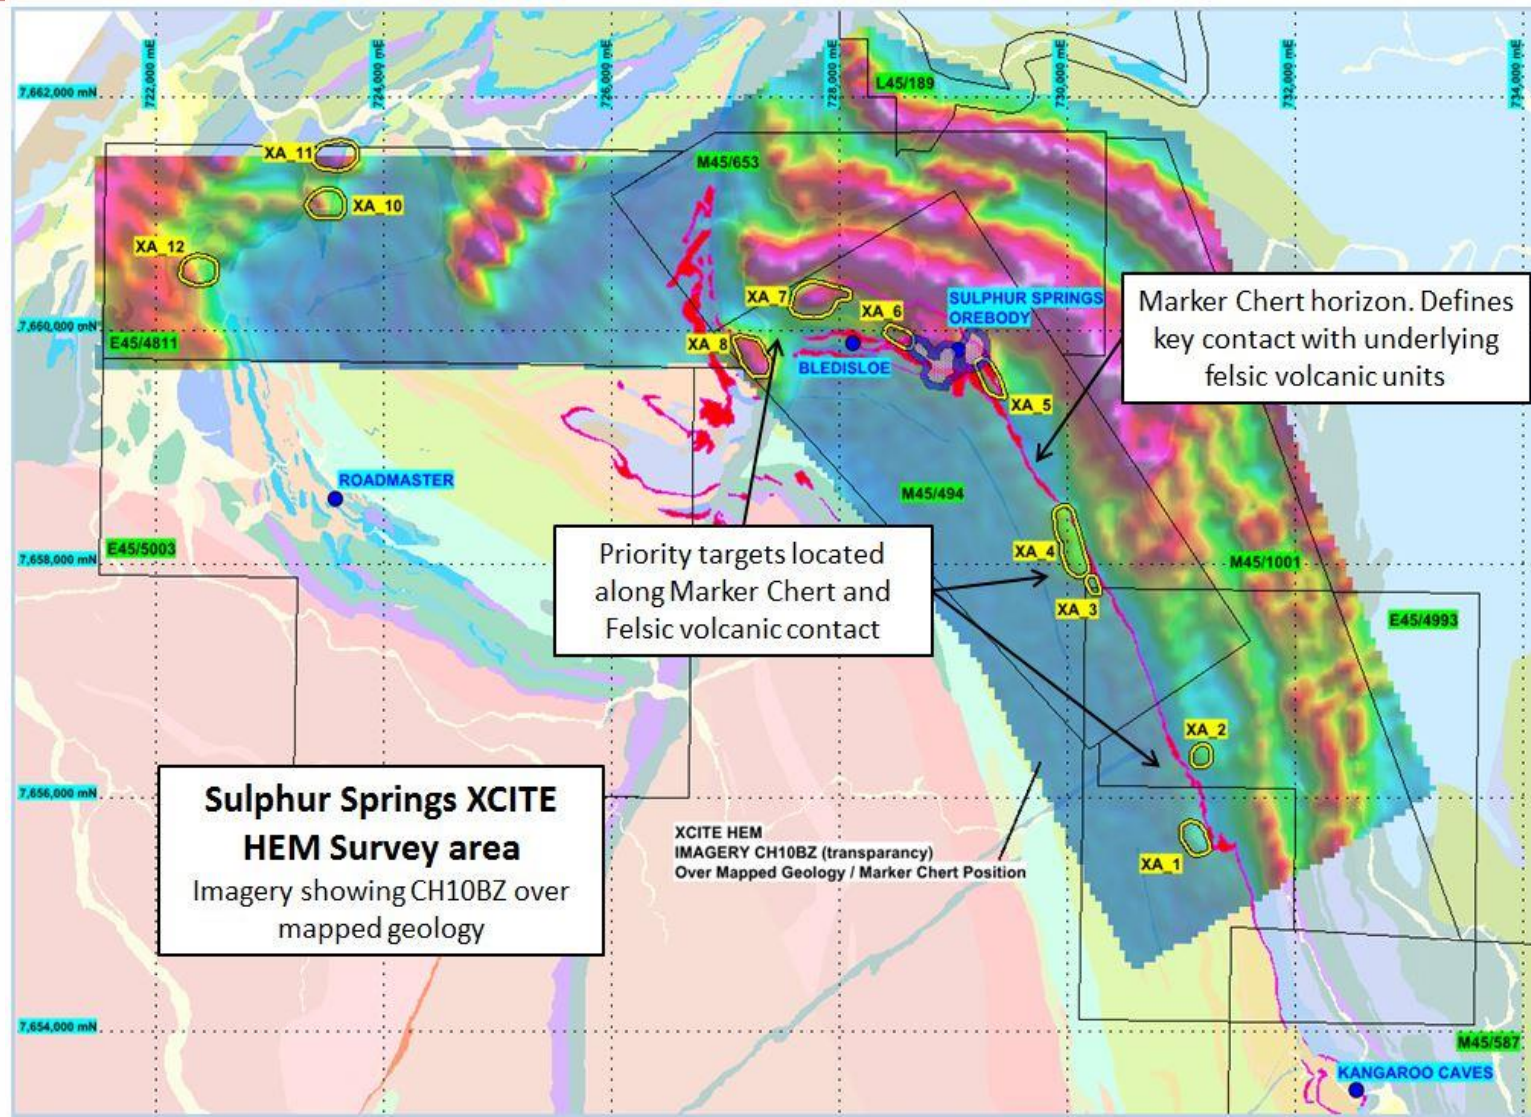 722,000 mE
724,000 mE
726,000 mE
728,000 mE
730,000 mE
732,000 mE
734,000 mE
7,662,000 mN
L45/189
XA_11
M45/653
XA_10
XA_12
XA_7
SULPHUR SPRINGS
OREBODY
XA_6
7,660,000 mN
E45/4811
XA_8
BLEDISLOE
XA_5
Marker Chert horizon. Defines
key contact with underlying
felsic volcanic units
ROADMASTER
M45/494
E45/5003
7,658,000 mN
Priority targets located
along Marker Chert and
Felsic volcanic contact
XA_4
XA_3
M45/1001
E45/4993
XA_2
7,656,000 mN
Sulphur Springs XCITE
HEM Survey area
Imagery showing CH10BZ over
mapped geology
XCITE HEM
IMAGERY CH10BZ (transparancy)
Over Mapped Geology / Marker Chert Position
XA_1
7,654,000 mN
M45/587
KANGAROO CAVES